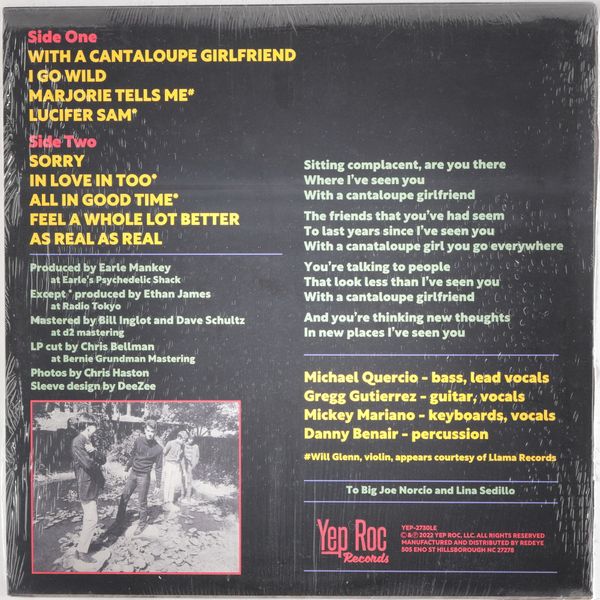 Side One
WITH A CANTALOUPE GIRLFRIEND
I GO WILD
MARJORIE TELLS ME#
LUCIFER SAM*
Side Two
SORRY
IN LOVE IN TOO*
ALL IN GOOD TIME*
FEEL A WHOLE LOT BETTER
AS REAL AS REAL
Produced by Earle Mankey
at Earle's Psychedelic Shack
Except * produced by Ethan James
at Radio Tokyo
Mastered by Bill Inglot and Dave Schultz
at d2 mastering
LP cut by Chris Bellman
at Bernie Grundman Mastering
Photos by Chris Haston
Sleeve design by DeeZee
Sitting complacent, are you there
Where I've seen you
With a cantaloupe girlfriend
The friends that you've had seem
To last years since I've seen you
With a canataloupe girl you go everywhere
You're talking to people
That look less than I've seen you
With a cantaloupe girlfriend
And you're thinking new thoughts
In new places I've seen you
Michael Quercio – bass, lead vocals
Gregg Gutierrez – guitar, vocals
Mickey Mariano – keyboards, vocals
Danny Benair – percussion
#Will Glenn, violin, appears courtesy of Llama Records
To Big Joe Norcio and Lina Sedillo
Yep Roc
Records
YEP-2730LE
©&℗2022 YEP ROC, LLC. ALL RIGHTS RESERVED
MANUFACTURED AND DISTRIBUTED BY REDEYE
505 ENO ST HILLSBOROUGH NC 27278